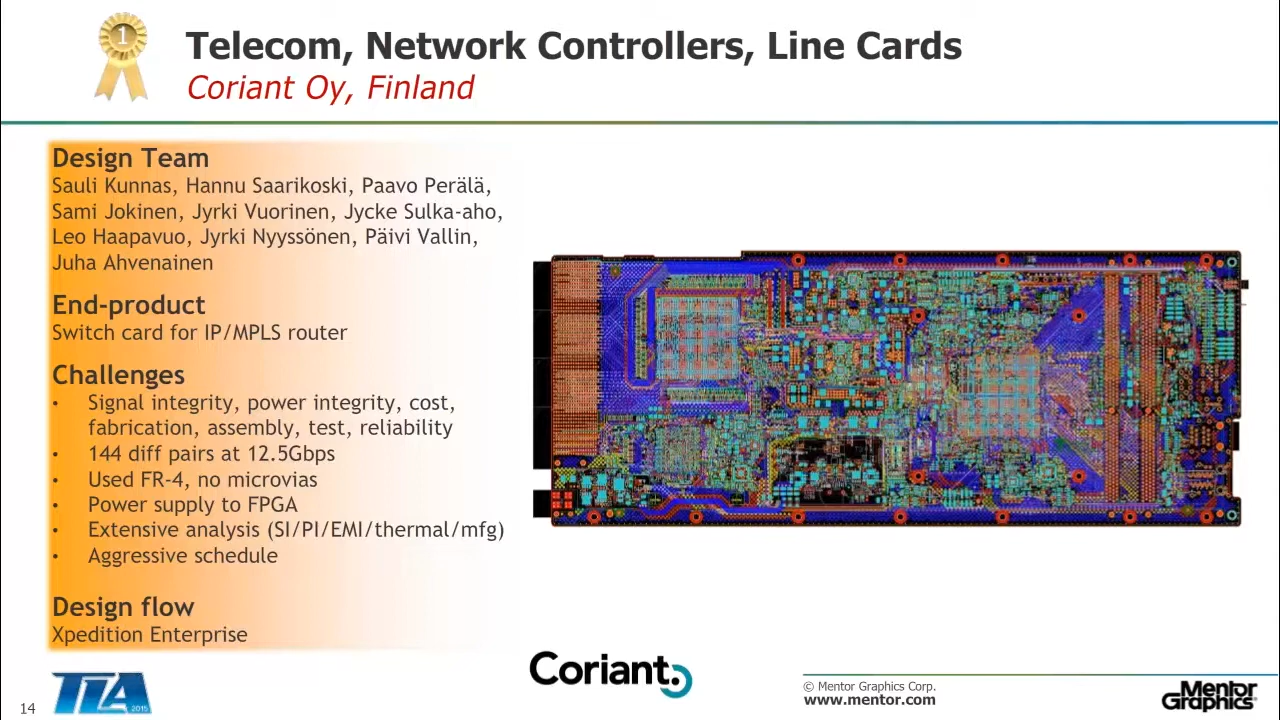 1
Telecom, Network Controllers, Line Cards
Coriant Oy, Finland
Design Team
Sauli Kunnas, Hannu Saarikoski, Paavo Perälä,
Sami Jokinen, Jyrki Vuorinen, Jycke Sulka-aho,
Leo Haapavuo, Jyrki Nyyssönen, Päivi Vallin,
Juha Ahvenainen
End-product
Switch card for IP/MPLS router
Challenges
• Signal integrity, power integrity, cost,
fabrication, assembly, test, reliability
• 144 diff pairs at 12.5Gbps
• Used FR-4, no microvias
• Power supply to FPGA
• Extensive analysis (SI/PI/EMI/thermal/mfg)
• Aggressive schedule
Design flow
Xpedition Enterprise
14
TLA
2015
Coriant.
© Mentor Graphics Corp.
www.mentor.com
Mentor
Graphics